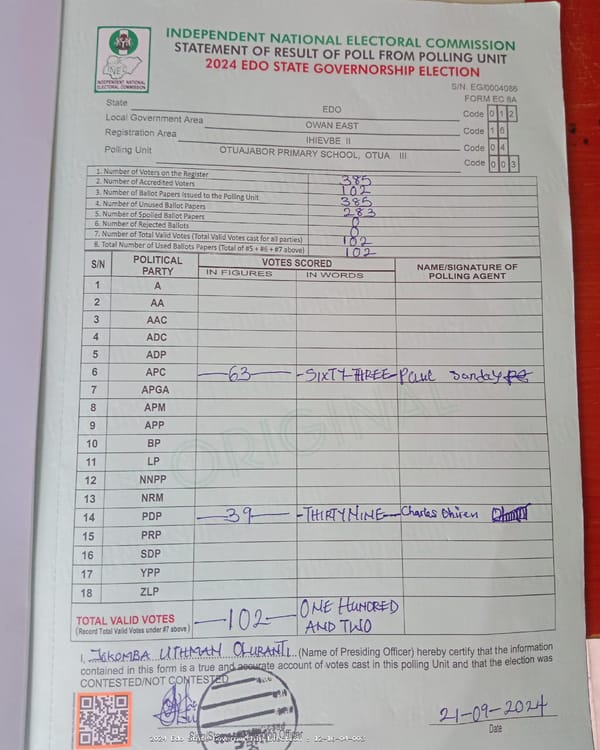 INDEPENDENT NATIONAL ELECTORAL COMMISSION
STATEMENT OF RESULT OF POLL FROM POLLING UNIT
2024 EDO STATE GOVERNORSHIP ELECTION
INEC
INDEPENDENT NATIONAL
ELECTORAL COMMISSION
S/N. EG/0004086
FORM EC 8A
State EDO Code 0 1 2
Local Government Area OWAN EAST Code 1 6
Registration Area IHIEVBE II Code 0 4
Polling Unit OTUAJABOR PRIMARY SCHOOL, OTUA III Code 0 0 3
1. Number of Voters on the Register 385
2. Number of Accredited Voters 102
3. Number of Ballot Papers Issued to the Polling Unit 385
4. Number of Unused Ballot Papers 283
5. Number of Spoiled Ballot Papers 0
6. Number of Rejected Ballots 0
7. Number of Total Valid Votes (Total Valid Votes cast for all parties) 102
8. Total Number of Used Ballots Papers (Total of #5 + #6 + #7 above) 102
S/N POLITICAL PARTY VOTES SCORED NAME/SIGNATURE OF POLLING AGENT
IN FIGURES IN WORDS
1 A
2 AA
3 AAC
4 ADC
5 ADP
6 APC 63 SIXTY THREE Paul Sunday
7 APGA
8 APM
9 APP
10 BP
11 LP
12 NNPP
13 NRM
14 PDP 39 THIRTY NINE Charles
15 PRP
16 SDP
17 YPP
18 ZLP
ORIGINAL
TOTAL VALID VOTES 102 ONE HUNDRED AND TWO
(Record Total Valid Votes under #7 above)
I, UTHMAN OLURANTI (Name of Presiding Officer) hereby certify that the information
contained in this form is a true and accurate account of votes cast in this polling Unit and that the election was
CONTESTED/NOT CONTESTED
21-09-2024
Date